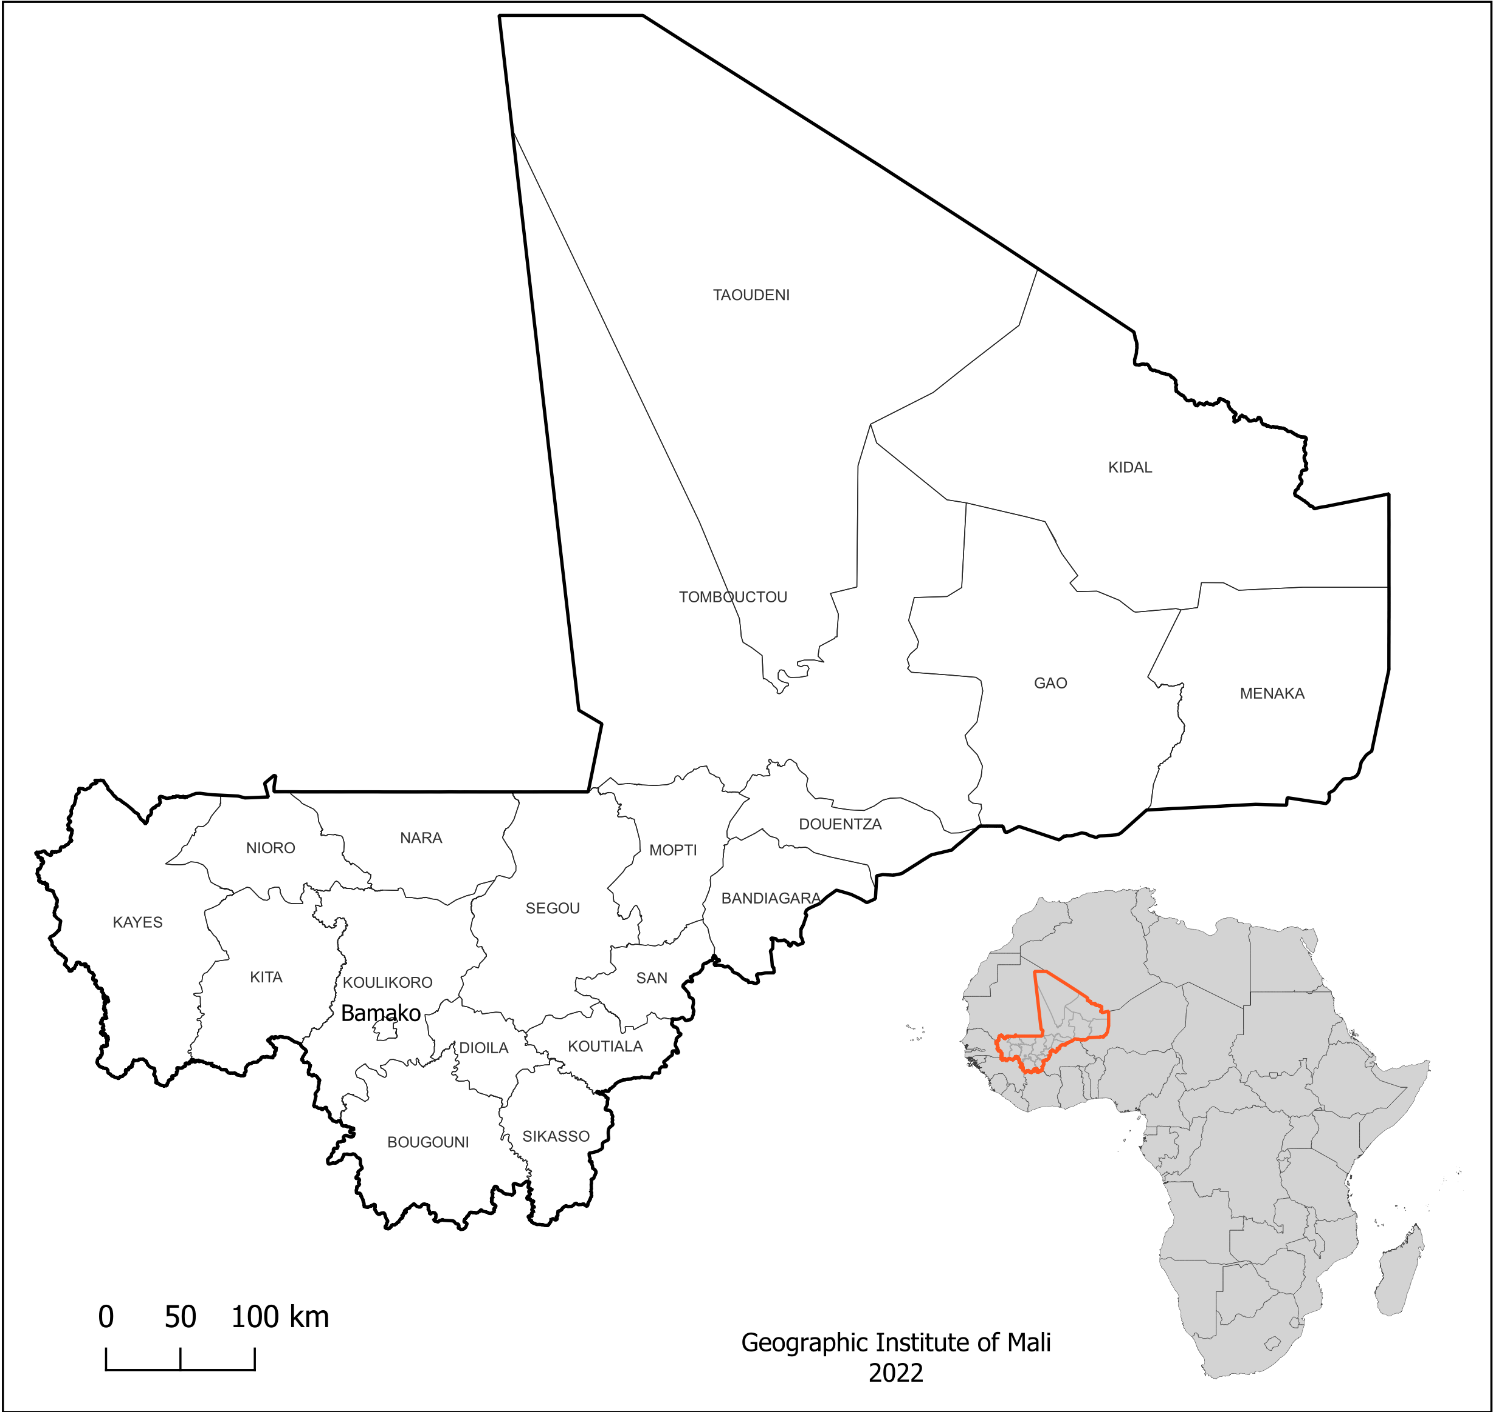 TAOUDENI
KIDAL
TOMBOUCTOU
GAO
MENAKA
DOUENTZA
NARA
NIORO
MOPTI
BANDIAGARA
SEGOU
KAYES
KITA
SAN
KOULIKORO
Bamako
DIOILA
KOUTIALA
BOUGOUNI
SIKASSO
0 50 100 km
Geographic Institute of Mali
2022